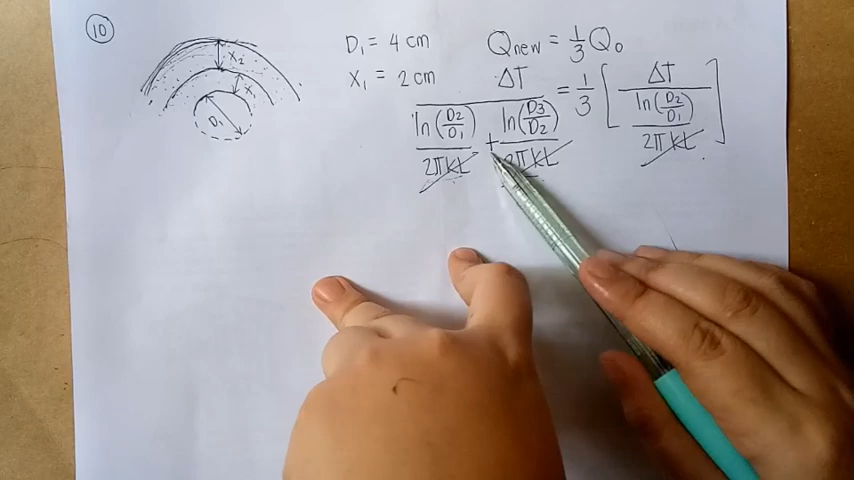 10
D₁ = 4 cm
X₁ = 2 cm
X₂
X₁
D₁
Qnew = 1/3 Q₀
ΔT / [ ln(D₂/D₁) / 2πkL + ln(D₃/D₂) / 2πkL ] = 1/3 [ ΔT / ( ln(D₂/D₁) / 2πkL ) ]